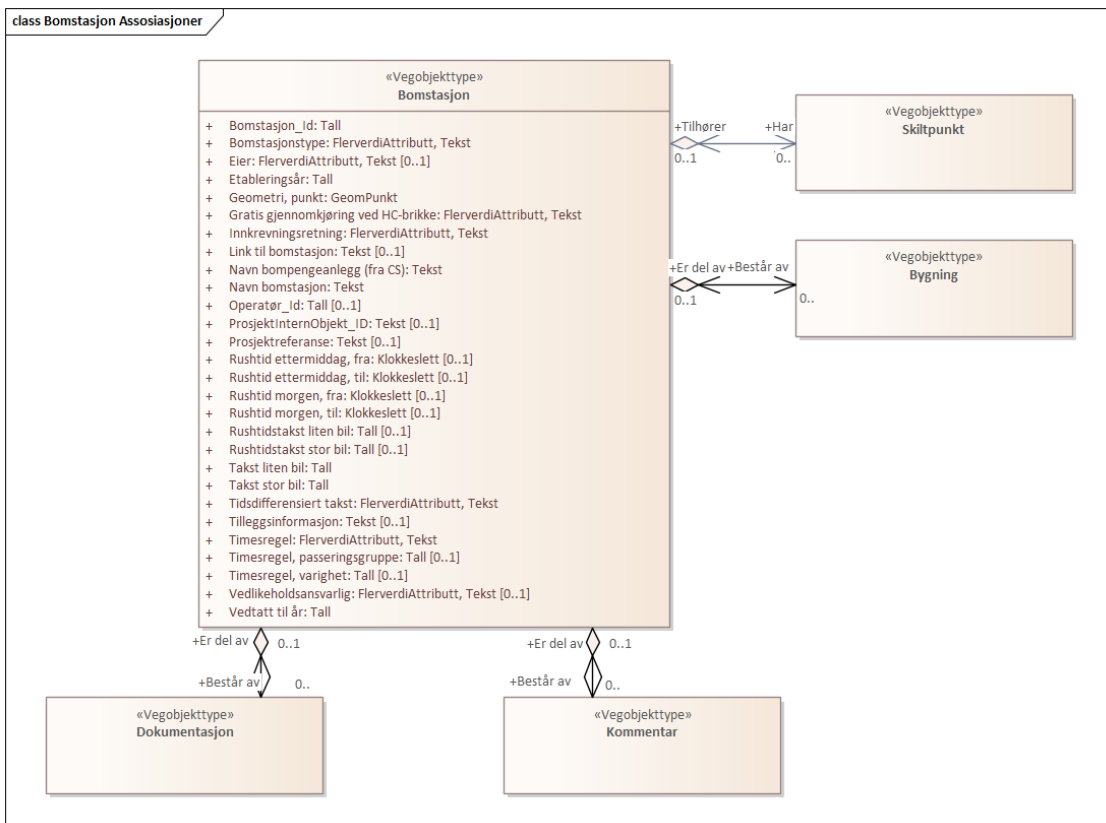 class Bomstasjon Assosiasjoner
«Vegobjekttype»
Bomstasjon
+ Bomstasjon_Id: Tall
+ Bomstasjonstype: FlerverdiAttributt, Tekst
+ Eier: FlerverdiAttributt, Tekst [0..1]
+ Etableringsår: Tall
+ Geometri, punkt: GeomPunkt
+ Gratis gjennomkjøring ved HC-brikke: FlerverdiAttributt, Tekst
+ Innkrevningsretning: FlerverdiAttributt, Tekst
+ Link til bomstasjon: Tekst [0..1]
+ Navn bompengeanlegg (fra CS): Tekst
+ Navn bomstasjon: Tekst
+ Operatør_Id: Tall [0..1]
+ ProsjektInternObjekt_ID: Tekst [0..1]
+ Prosjektreferanse: Tekst [0..1]
+ Rushtid ettermiddag, fra: Klokkeslett [0..1]
+ Rushtid ettermiddag, til: Klokkeslett [0..1]
+ Rushtid morgen, fra: Klokkeslett [0..1]
+ Rushtid morgen, til: Klokkeslett [0..1]
+ Rushtidstakst liten bil: Tall [0..1]
+ Rushtidstakst stor bil: Tall [0..1]
+ Takst liten bil: Tall
+ Takst stor bil: Tall
+ Tidsdifferensiert takst: FlerverdiAttributt, Tekst
+ Tilleggsinformasjon: Tekst [0..1]
+ Timesregel: FlerverdiAttributt, Tekst
+ Timesregel, passeringsgruppe: Tall [0..1]
+ Timesregel, varighet: Tall [0..1]
+ Vedlikeholdsansvarlig: FlerverdiAttributt, Tekst [0..1]
+ Vedtatt til år: Tall
+Tilhører +Har
0..1 0..
«Vegobjekttype»
Skiltpunkt
+Er del av +Består av
0..1 0..
«Vegobjekttype»
Bygning
+Er del av 0..1
+Består av 0..
«Vegobjekttype»
Dokumentasjon
+Er del av 0..1
+Består av 0..
«Vegobjekttype»
Kommentar